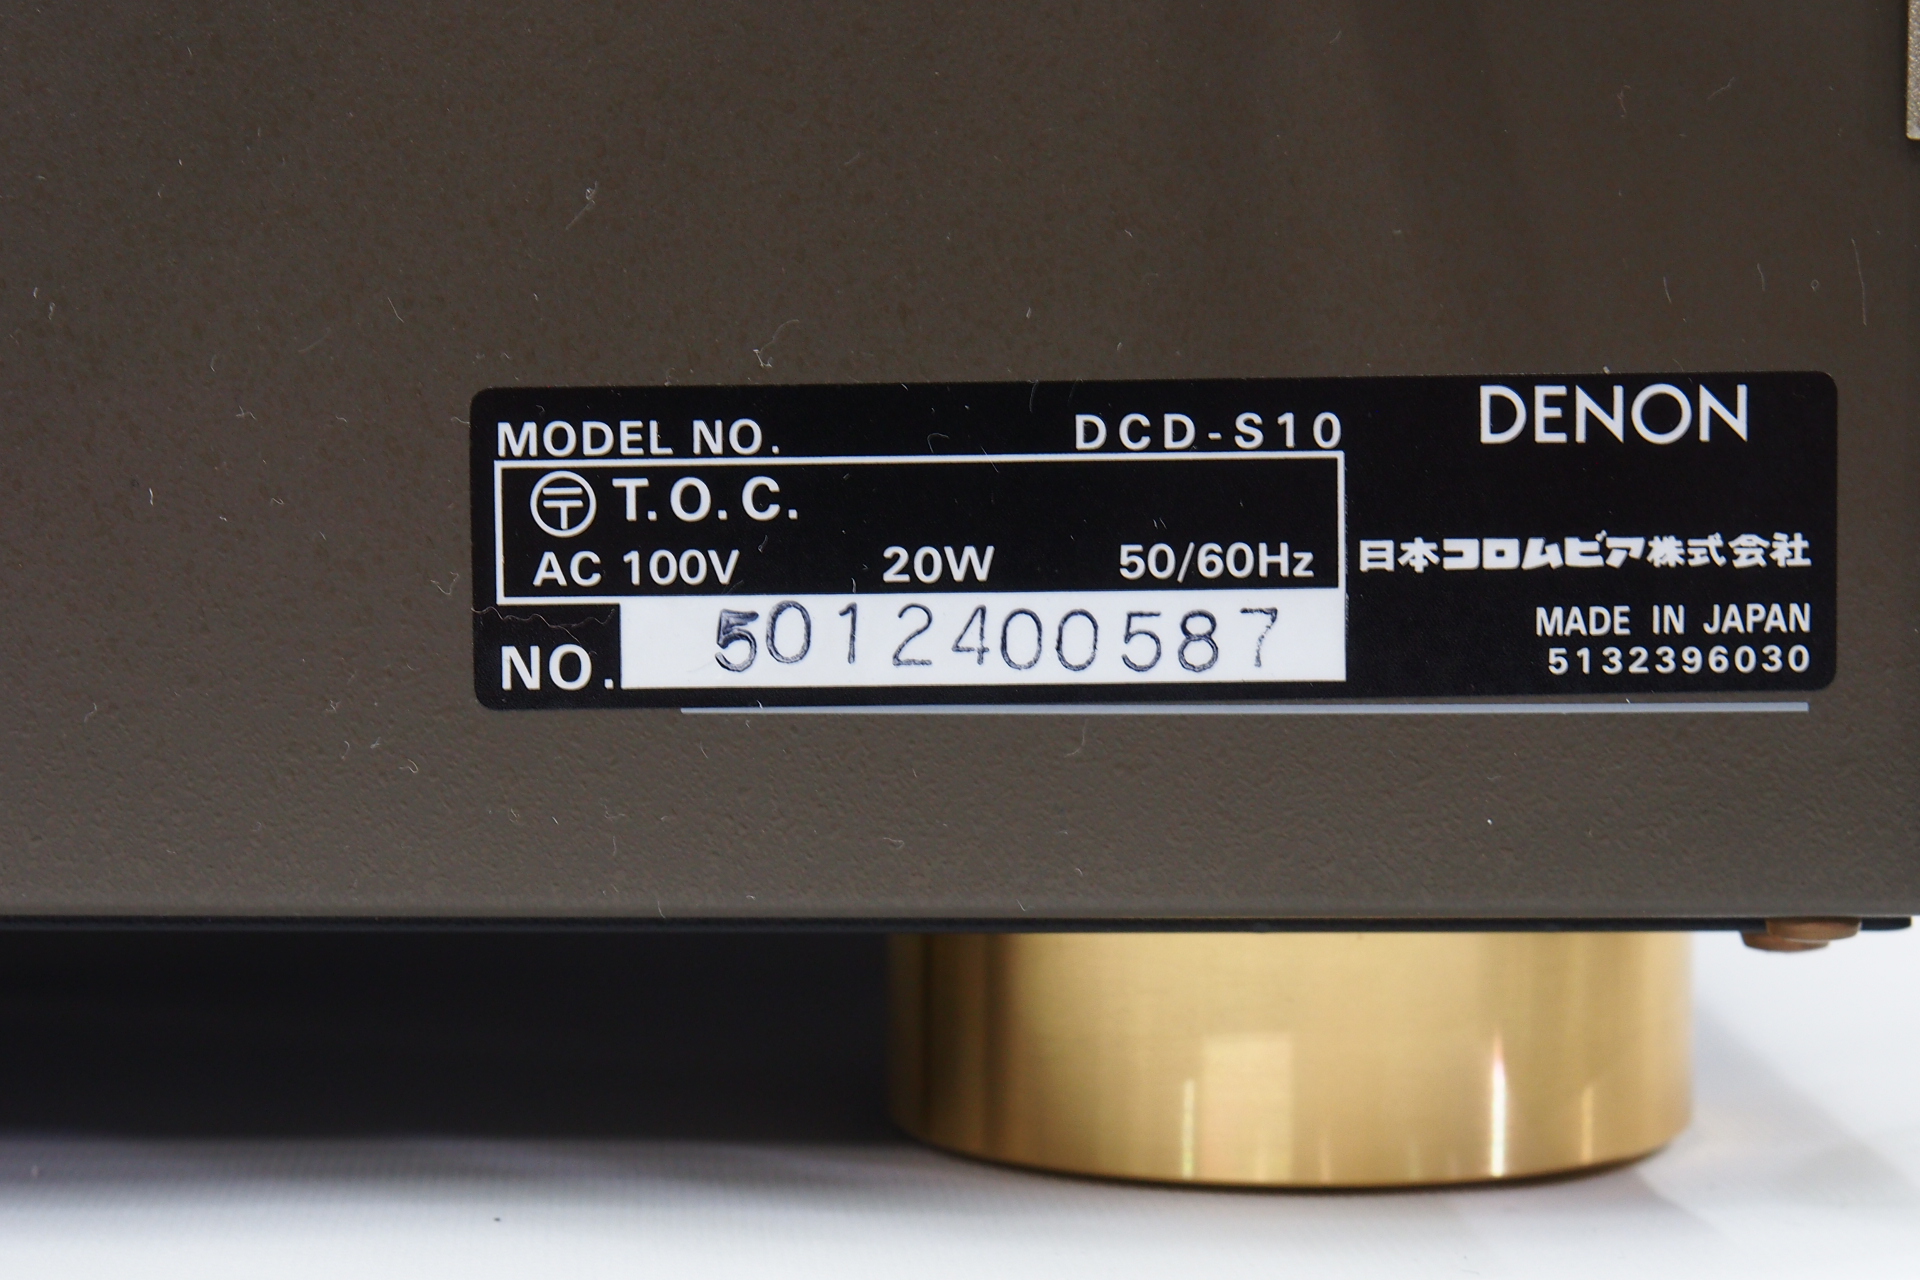 MODEL NO. DCD-S10
〒 T.O.C.
AC 100V 20W 50/60Hz
NO. 5012400587
DENON
日本コロムビア株式会社
MADE IN JAPAN
5132396030